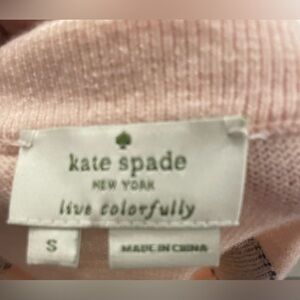 kate spade
NEW YORK
live colorfully
S
MADE IN CHINA